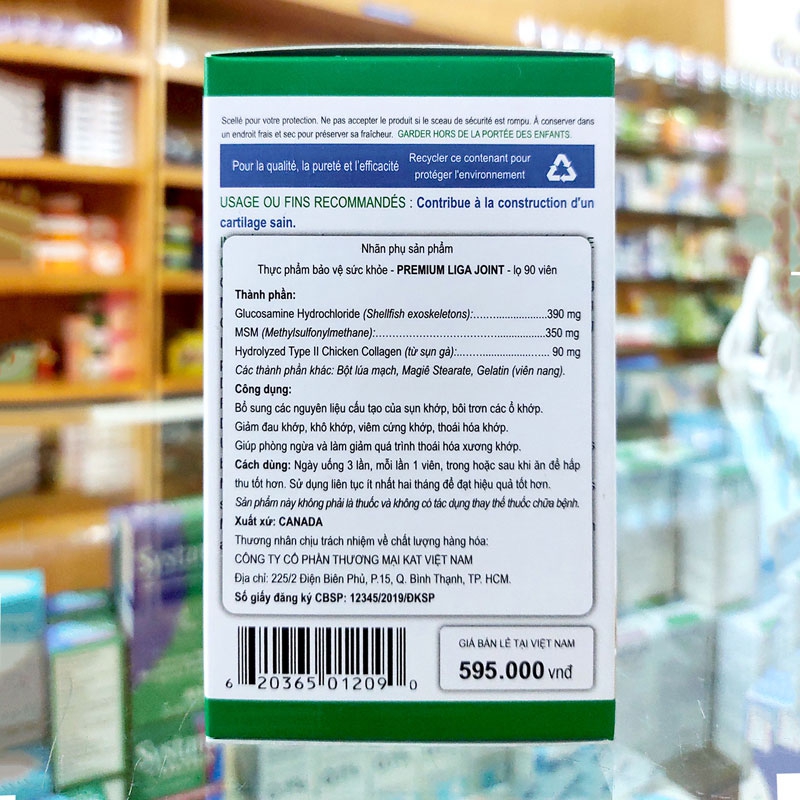 Scellé pour votre protection. Ne pas accepter le produit si le sceau de sécurité est rompu. À conserver dans
un endroit frais et sec pour préserver sa fraîcheur. GARDER HORS DE LA PORTÉE DES ENFANTS.
Pour la qualité, la pureté et l'efficacité
Recycler ce contenant pour
protéger l'environnement
USAGE OU FINS RECOMMANDÉS : Contribue à la construction d'un
cartilage sain.
Nhãn phụ sản phẩm
Thực phẩm bảo vệ sức khỏe - PREMIUM LIGA JOINT - lọ 90 viên
Thành phần:
Glucosamine Hydrochloride (Shellfish exoskeletons):……....................390 mg
MSM (Methylsulfonylmethane):……..............................................350 mg
Hydrolyzed Type II Chicken Collagen (từ sụn gà):…....................... 90 mg
Các thành phần khác: Bột lúa mạch, Magiê Stearate, Gelatin (viên nang).
Công dụng:
Bổ sung các nguyên liệu cấu tạo của sụn khớp, bôi trơn các ổ khớp.
Giảm đau khớp, khô khớp, viêm cứng khớp, thoái hóa khớp.
Giúp phòng ngừa và làm giảm quá trình thoái hóa xương khớp.
Cách dùng: Ngày uống 3 lần, mỗi lần 1 viên, trong hoặc sau khi ăn để hấp
thu tốt hơn. Sử dụng liên tục ít nhất hai tháng để đạt hiệu quả tốt hơn.
Sản phẩm này không phải là thuốc và không có tác dụng thay thế thuốc chữa bệnh.
Xuất xứ: CANADA
Thương nhân chịu trách nhiệm về chất lượng hàng hóa:
CÔNG TY CỔ PHẦN THƯƠNG MẠI KAT VIỆT NAM
Địa chỉ: 225/2 Điện Biên Phủ, P.15, Q. Bình Thạnh, TP. HCM.
Số giấy đăng ký CBSP: 12345/2019/ĐKSP
6 20365 01209 0
GIÁ BÁN LẺ TẠI VIỆT NAM
595.000 vnđ